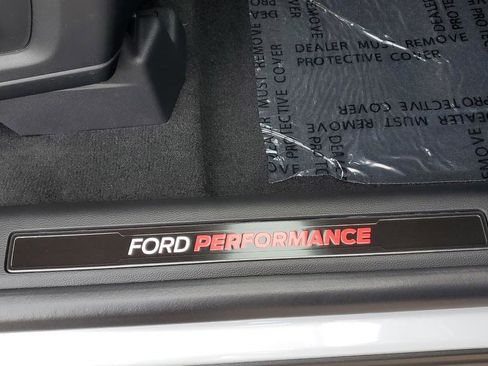 DEALER MUST REMOVE
PROTECTIVE COVER
PROTECTIVE COVER
DEALER MUST REMOVE
FORD PERFORMANCE